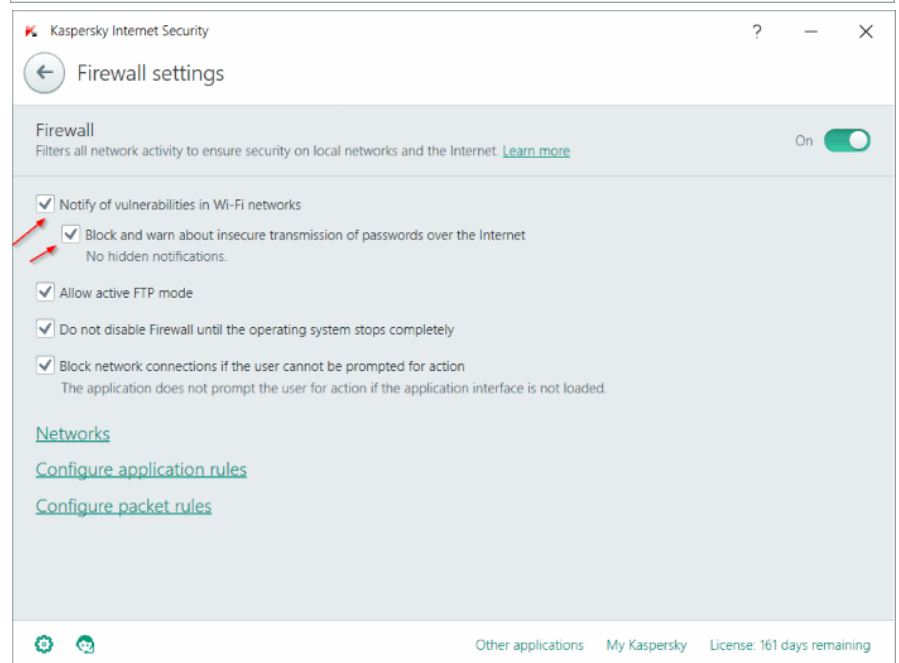 Kaspersky Internet Security ?
Firewall settings
Firewall
On
Filters all network activity to ensure security on local networks and the Internet. Learn more
Notify of vulnerabilities in Wi-Fi networks
Block and warn about insecure transmission of passwords over the Internet
No hidden notifications.
Allow active FTP mode
Do not disable Firewall until the operating system stops completely
Block network connections if the user cannot be prompted for action
The application does not prompt the user for action if the application interface is not loaded.
Networks
Configure application rules
Configure packet rules
Other applications My Kaspersky License: 161 days remaining